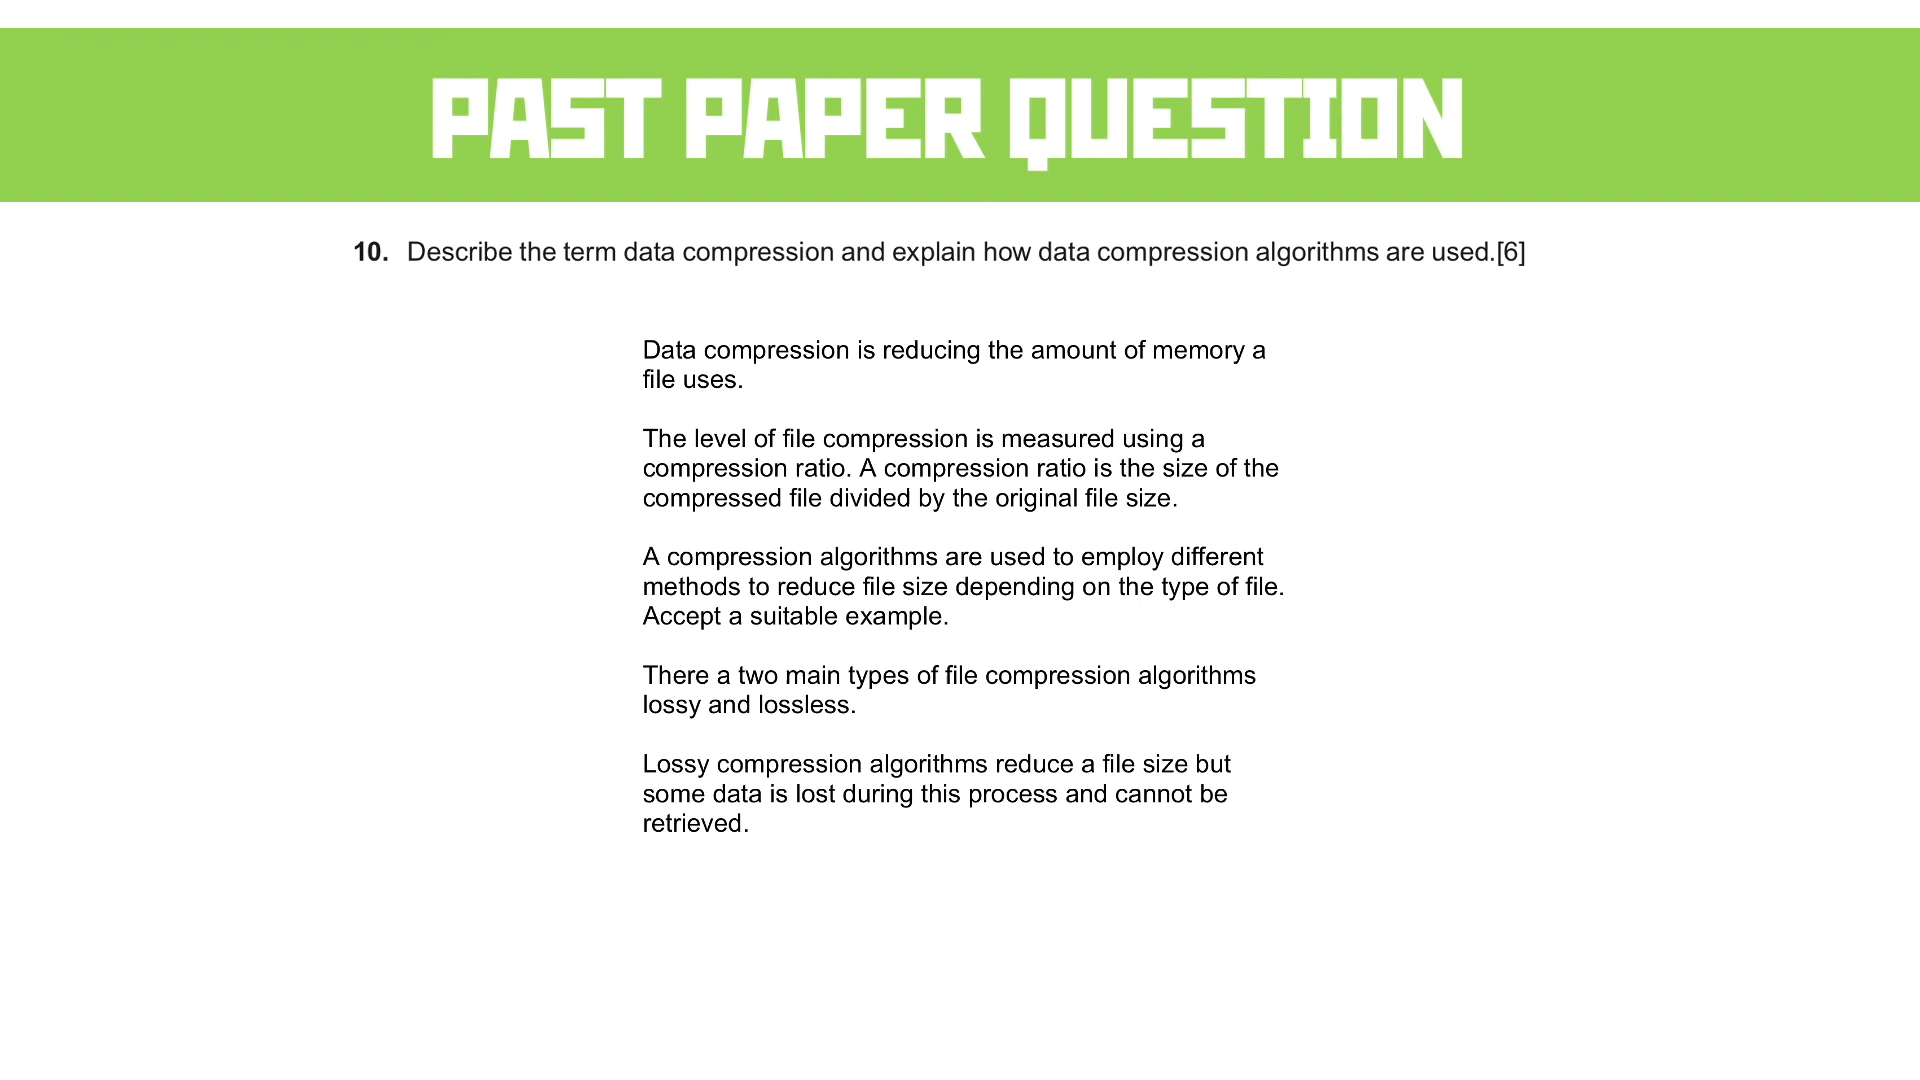 PAST PAPER QUESTION
10. Describe the term data compression and explain how data compression algorithms are used.[6]
Data compression is reducing the amount of memory a
file uses.
The level of file compression is measured using a
compression ratio. A compression ratio is the size of the
compressed file divided by the original file size.
A compression algorithms are used to employ different
methods to reduce file size depending on the type of file.
Accept a suitable example.
There a two main types of file compression algorithms
lossy and lossless.
Lossy compression algorithms reduce a file size but
some data is lost during this process and cannot be
retrieved.